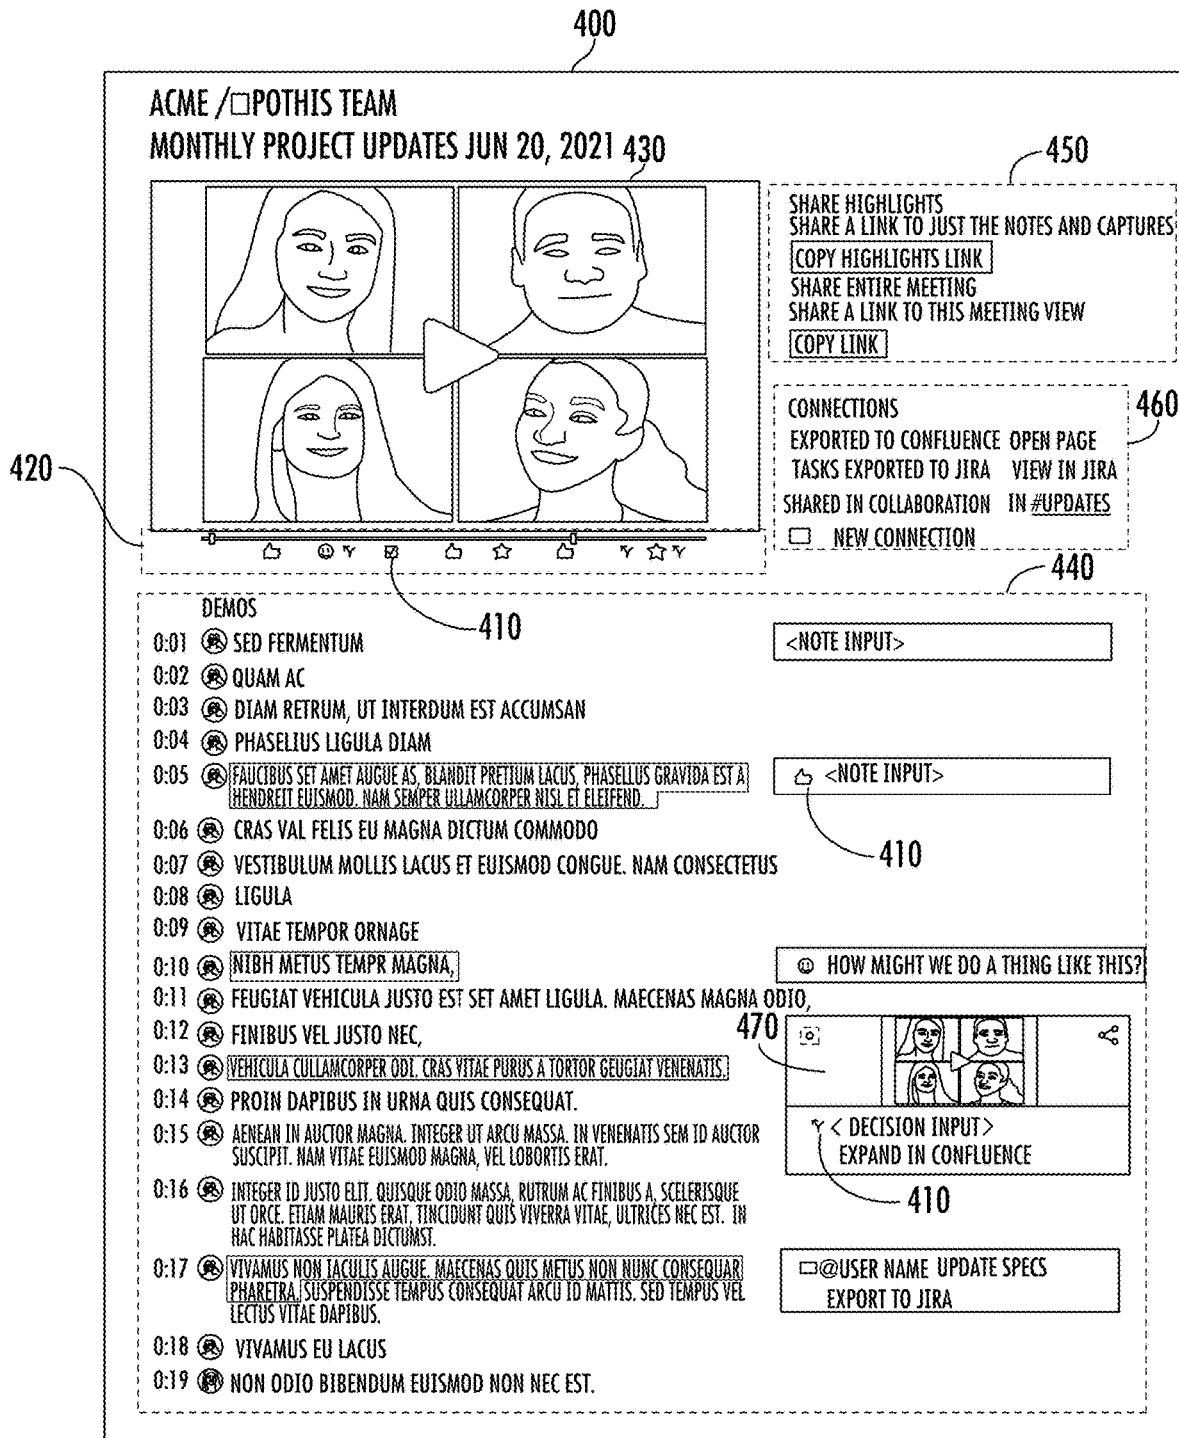 400
ACME /□POTHIS TEAM
MONTHLY PROJECT UPDATES JUN 20, 2021
430
450
SHARE HIGHLIGHTS
SHARE A LINK TO JUST THE NOTES AND CAPTURES
COPY HIGHLIGHTS LINK
SHARE ENTIRE MEETING
SHARE A LINK TO THIS MEETING VIEW
COPY LINK
460
CONNECTIONS
EXPORTED TO CONFLUENCE OPEN PAGE
TASKS EXPORTED TO JIRA VIEW IN JIRA
SHARED IN COLLABORATION IN #UPDATES
NEW CONNECTION
420
410
440
DEMOS
0:01 SED FERMENTUM
<NOTE INPUT>
0:02 QUAM AC
0:03 DIAM RETRUM, UT INTERDUM EST ACCUMSAN
0:04 PHASELIUS LIGULA DIAM
0:05 FAUCIBUS SET AMET AUGUE AS, BLANDIT PRETIUM LACUS, PHASELLUS GRAVIDA EST A
HENDREIT EUISMOD. NAM SEMPER ULLAMCORPER NISL ET ELEIFEND.
<NOTE INPUT>
410
0:06 CRAS VAL FELIS EU MAGNA DICTUM COMMODO
0:07 VESTIBULUM MOLLIS LACUS ET EUISMOD CONGUE. NAM CONSECTETUS
0:08 LIGULA
0:09 VITAE TEMPOR ORNAGE
0:10 NIBH METUS TEMPR MAGNA,
HOW MIGHT WE DO A THING LIKE THIS?
0:11 FEUGIAT VEHICULA JUSTO EST SET AMET LIGULA. MAECENAS MAGNA ODIO,
0:12 FINIBUS VEL JUSTO NEC,
470
0:13 VEHICULA CULLAMCORPER ODI. CRAS VITAE PURUS A TORTOR GEUGIAT VENENATIS.
0:14 PROIN DAPIBUS IN URNA QUIS CONSEQUAT.
0:15 AENEAN IN AUCTOR MAGNA. INTEGER UT ARCU MASSA. IN VENENATIS SEM ID AUCTOR
SUSCIPIT. NAM VITAE EUISMOD MAGNA, VEL LOBORTIS ERAT.
< DECISION INPUT>
EXPAND IN CONFLUENCE
410
0:16 INTEGER ID JUSTO ELIT. QUISQUE ODIO MASSA, RUTRUM AC FINIBUS A, SCELERISQUE
UT ORCE. ETIAM MAURIS ERAT, TINCIDUNT QUIS VIVERRA VITAE, ULTRICES NEC EST. IN
HAC HABITASSE PLATEA DICTUMST.
0:17 VIVAMUS NON IACULIS AUGUE. MAECENAS QUIS METUS NON NUNC CONSEQUAR
PHARETRA. SUSPENDISSE TEMPUS CONSEQUAT ARCU ID MATTIS. SED TEMPUS VEL
LECTUS VITAE DAPIBUS.
@USER NAME UPDATE SPECS
EXPORT TO JIRA
0:18 VIVAMUS EU LACUS
0:19 NON ODIO BIBENDUM EUISMOD NON NEC EST.